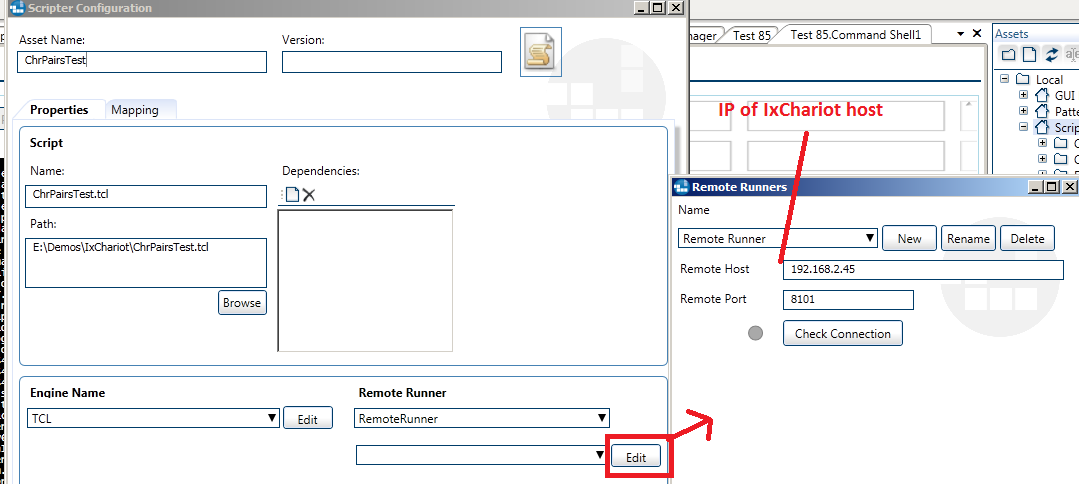 Scripter Configuration
Asset Name:
Version:
ChrPairsTest
Properties
Mapping
Script
Name:
Dependencies:
ChrPairsTest.tcl
Path:
E:\Demos\IxChariot\ChrPairsTest.tcl
Browse
Engine Name
Remote Runner
TCL
Edit
RemoteRunner
Edit
nager
Test 85
Test 85.Command Shell1
IP of IxChariot host
Assets
Local
GUI
Patte
Scrip
Remote Runners
Name
Remote Runner
New
Rename
Delete
Remote Host
192.168.2.45
Remote Port
8101
Check Connection